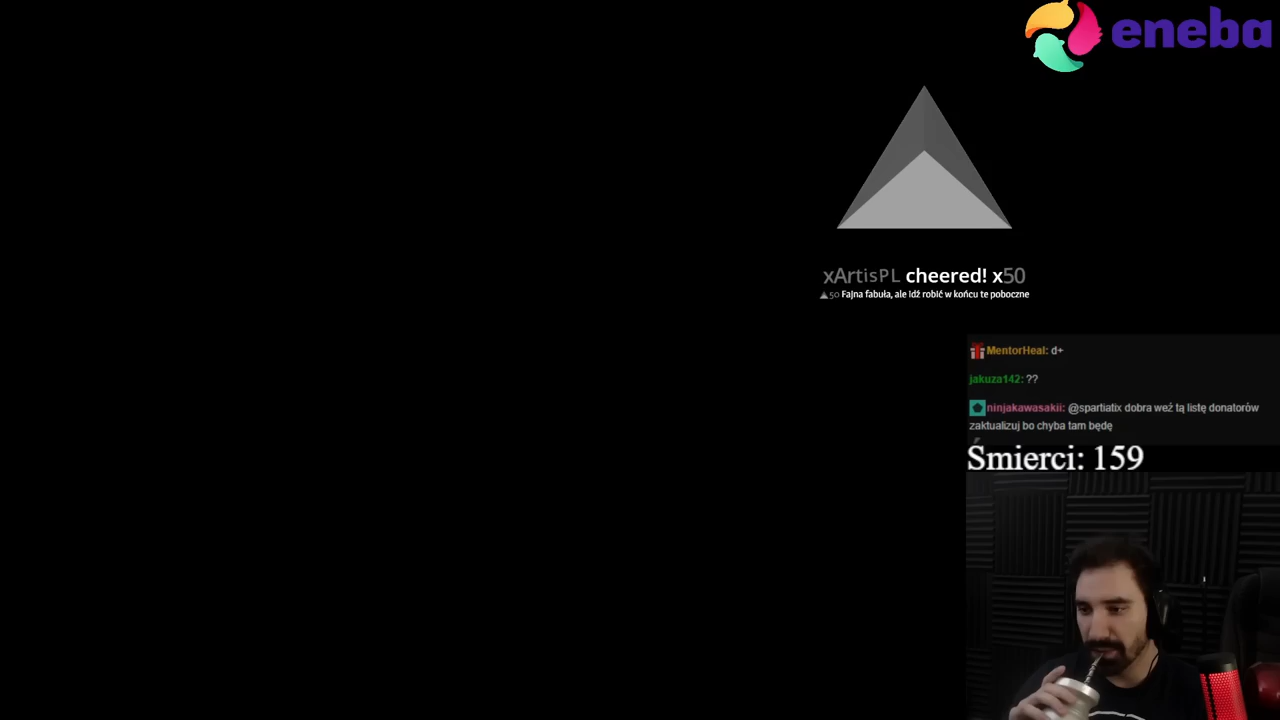 eneba
xArtisPL cheered! x50
50 Fajna fabuła, ale idź robić w końcu te poboczne
MentorHeal: d+
jakuza142: ??
ninjakawasakii: @spartiatix dobra weź tą listę donatorów
zaktualizuj bo chyba tam będę
Śmierci: 159